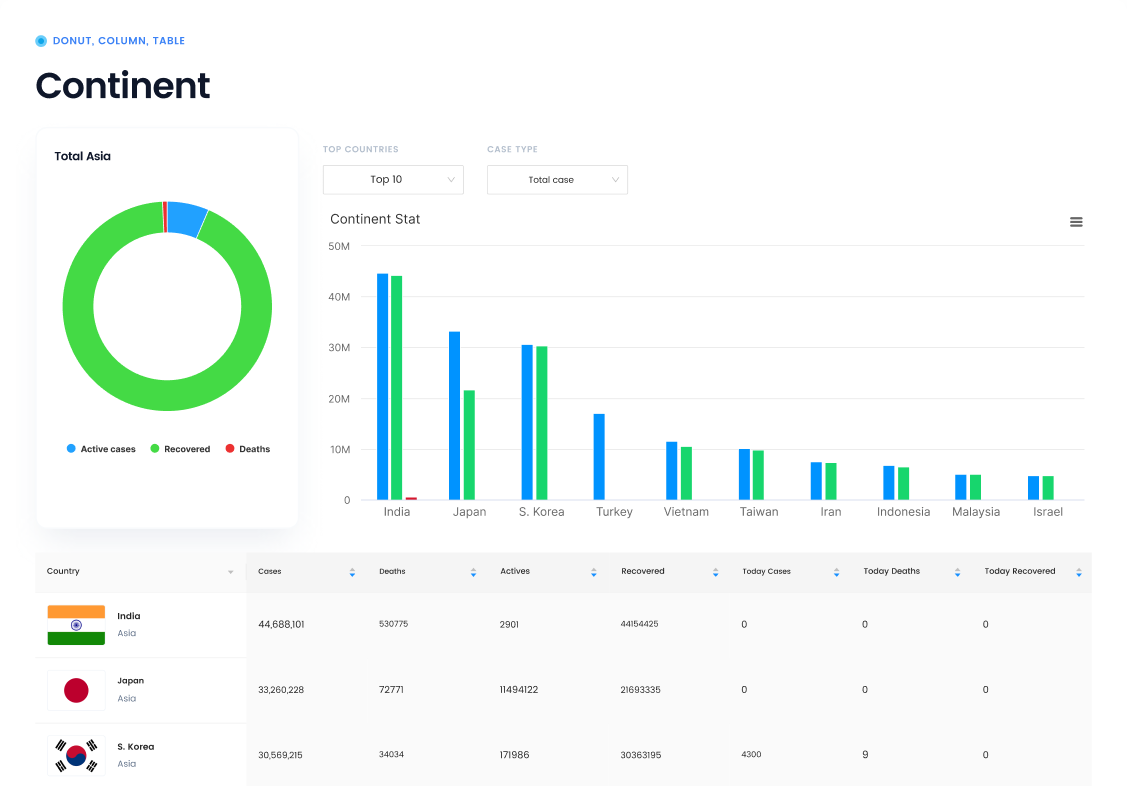 DONUT, COLUMN, TABLE
Continent
Total Asia
Active cases Recovered Deaths
TOP COUNTRIES CASE TYPE
Top 10 Total case
Continent Stat
50M
40M
30M
20M
10M
0
India Japan S. Korea Turkey Vietnam Taiwan Iran Indonesia Malaysia Israel
Country Cases Deaths Actives Recovered Today Cases Today Deaths Today Recovered
India
Asia
44,688,101 530775 2901 44154425 0 0 0
Japan
Asia
33,260,228 72771 11494122 21693335 0 0 0
S. Korea
Asia
30,569,215 34034 171986 30363195 4300 9 0